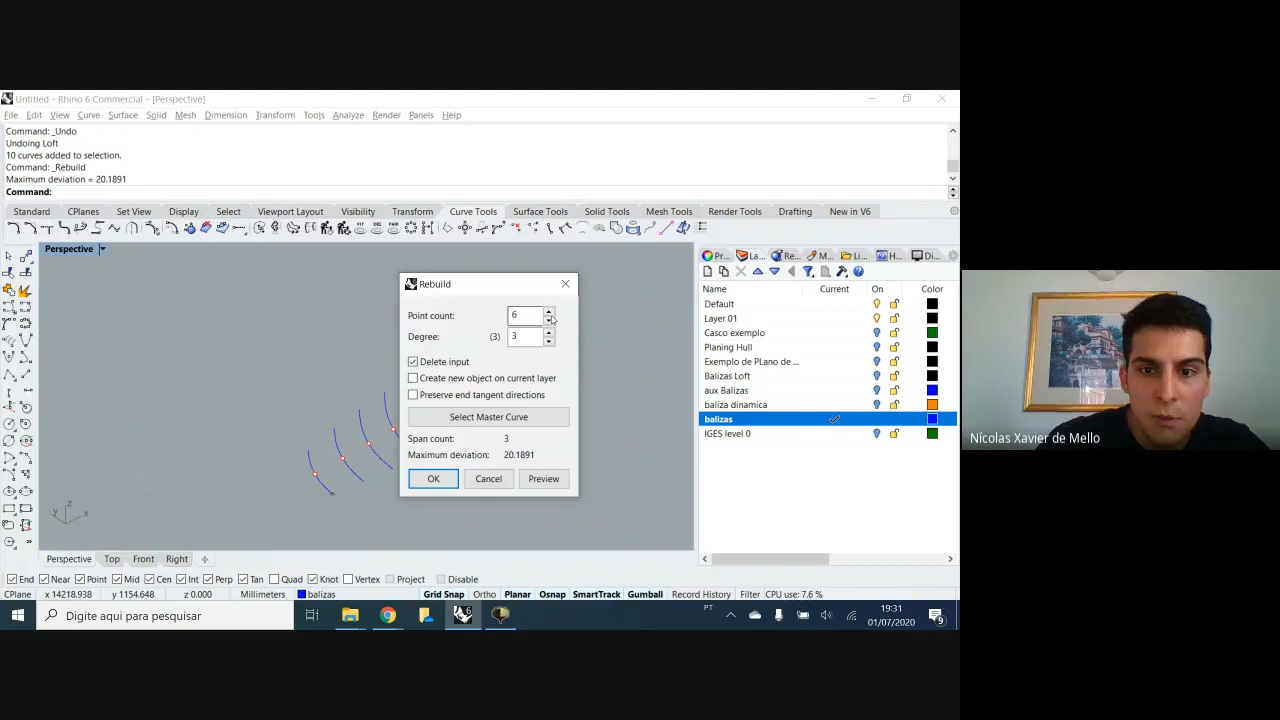 Untitled - Rhino 6 Commercial - [Perspective]
File Edit View Curve Surface Solid Mesh Dimension Transform Tools Analyze Render Panels Help
Command: _Undo
Undoing Loft
10 curves added to selection.
Command: _Rebuild
Maximum deviation = 20.1891
Command:
Standard CPlanes Set View Display Select Viewport Layout Visibility Transform Curve Tools Surface Tools Solid Tools Mesh Tools Render Tools Drafting New in V6
Perspective
Pr... La... Re... M... Li... H... Di...
Name Current On Color
Default
Layer 01
Casco exemplo
Planing Hull
Exemplo de PLano de ...
Balizas Loft
aux Balizas
baliza dinamica
balizas
IGES level 0
Rebuild
Point count: 6
Degree: (3) 3
Delete input
Create new object on current layer
Preserve end tangent directions
Select Master Curve
Span count: 3
Maximum deviation: 20.1891
OK Cancel Preview
z
y x
Perspective Top Front Right
End Near Point Mid Cen Int Perp Tan Quad Knot Vertex Project Disable
CPlane x 14218.938 y 1154.648 z 0.000 Millimeters balizas Grid Snap Ortho Planar Osnap SmartTrack Gumball Record History Filter CPU use: 7.6 %
Digite aqui para pesquisar
PT
19:31
01/07/2020
9
Nícolas Xavier de Mello